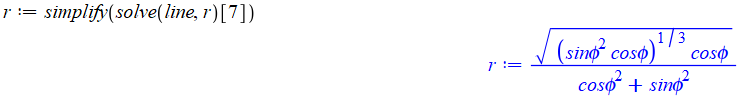 r := simplify(solve(line, r)[7])
r := √((sinϕ² cosϕ)^(1/3) cosϕ) / (cosϕ² + sinϕ²)